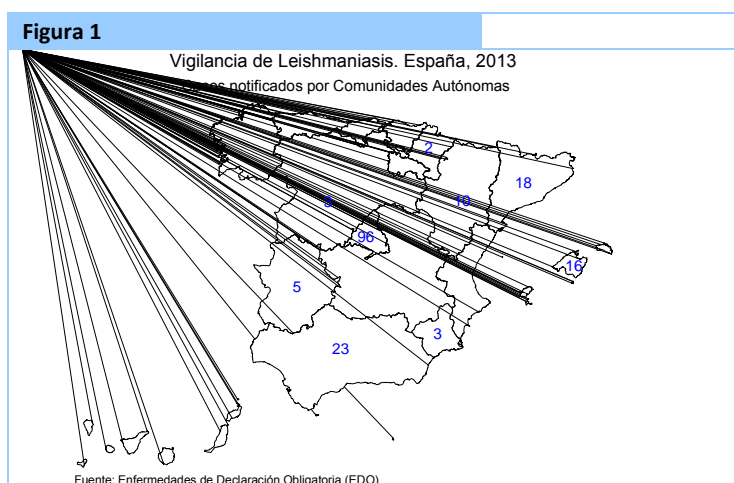 Figura 1
Vigilancia de Leishmaniasis. España, 2013
notificados por Comunidades Autónomas
2
18
10
3
96
16
5
3
23
Fuente: Enfermedades de Declaración Obligatoria (EDO)